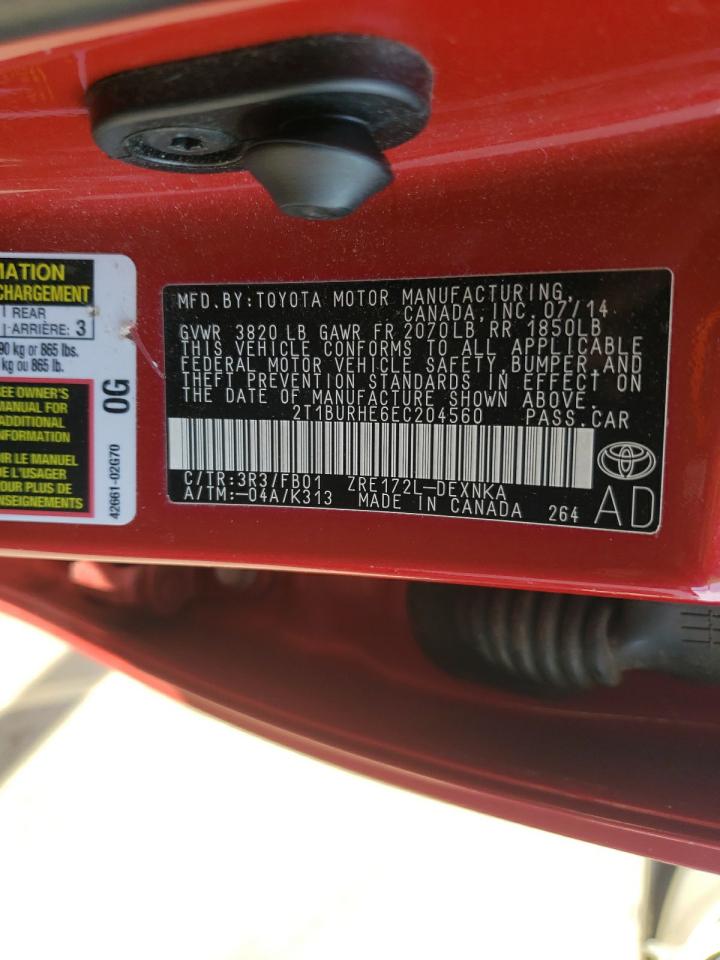 MATION
CHARGEMENT
REAR
ARRIÈRE: 3
90 kg or 865 lbs.
kg ou 865 lb.
EE OWNER'S
MANUAL FOR
ADDITIONAL
NFORMATION
IR LE MANUEL
DE L'USAGER
POUR PLUS DE
NSEIGNEMENTS
OG
42661-02G70
MFD.BY:TOYOTA MOTOR MANUFACTURING,
CANADA,INC.07/14
GVWR 3820 LB GAWR FR 2070LB, RR 1850LB
THIS VEHICLE CONFORMS TO ALL APPLICABLE
FEDERAL MOTOR VEHICLE SAFETY,BUMPER,AND
THEFT PREVENTION STANDARDS IN EFFECT ON
THE DATE OF MANUFACTURE SHOWN ABOVE.
2T1BURHE6EC204560 PASS.CAR
C/TR:3R3/FB01 ZRE172L-DEXNKA
A/TM:-04A/K313 MADE IN CANADA 264 AD